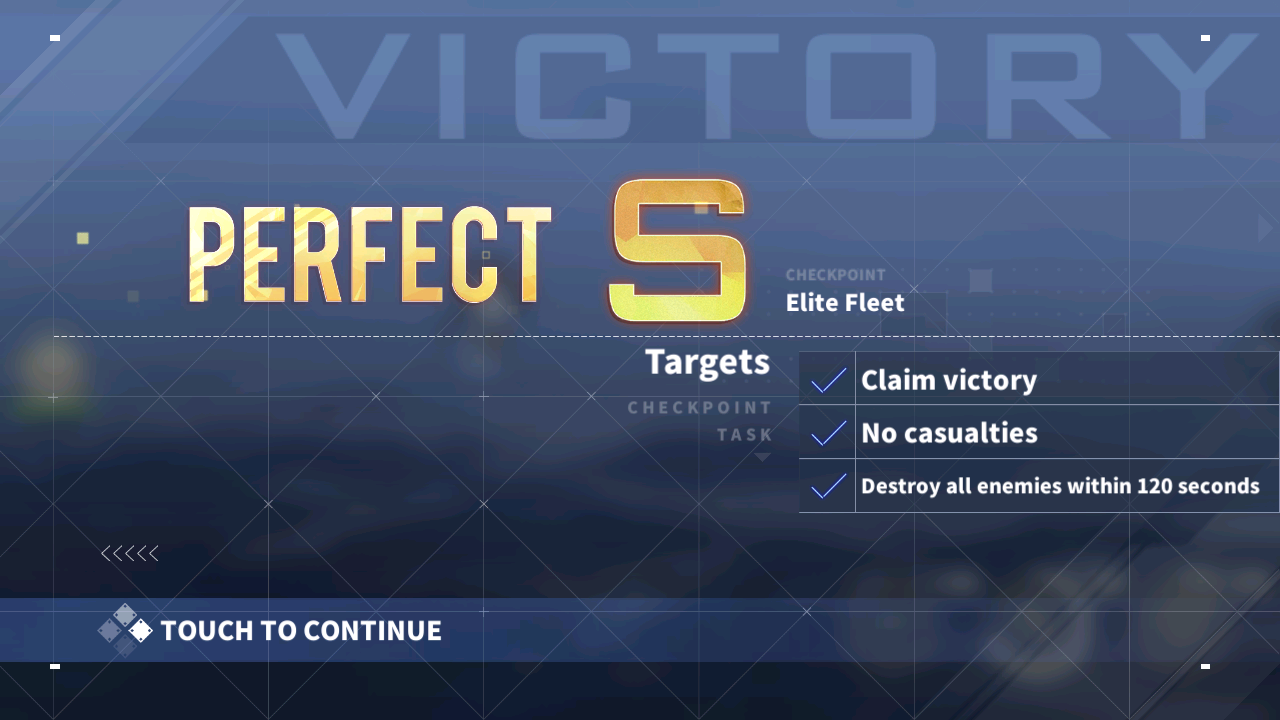 VICTORY
PERFECT S
CHECKPOINT
Elite Fleet
Targets
CHECKPOINT
TASK
Claim victory
No casualties
Destroy all enemies within 120 seconds
TOUCH TO CONTINUE